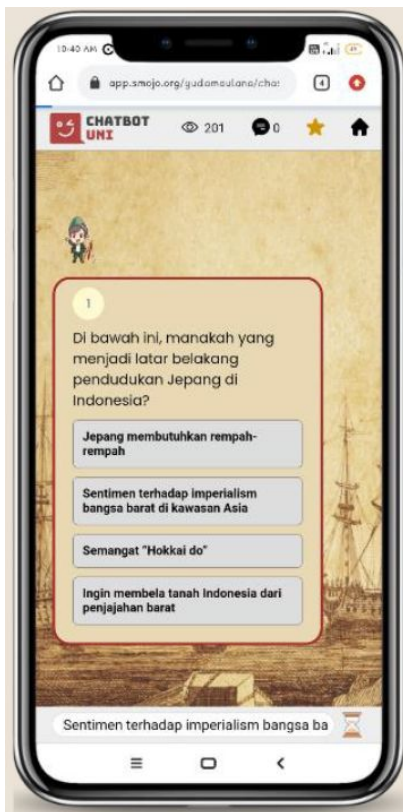 10:40 AM
app.smojo.org/yudamaulana/cha
4
CHATBOT
UNI
201
0
1
Di bawah ini, manakah yang
menjadi latar belakang
pendudukan Jepang di
Indonesia?
Jepang membutuhkan rempah-
rempah
Sentimen terhadap imperialism
bangsa barat di kawasan Asia
Semangat "Hokkai do"
Ingin membela tanah Indonesia dari
penjajahan barat
Sentimen terhadap imperialism bangsa ba